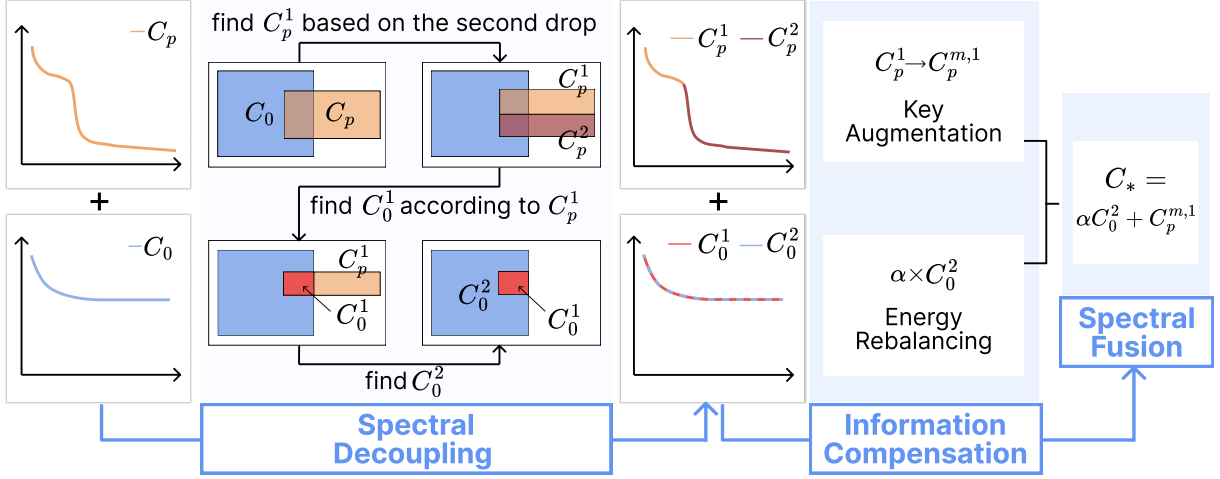 C_p
+
C_0
find C_p^1 based on the second drop
C_0
C_p
C_p^1
C_p^2
find C_0^1 according to C_p^1
C_p^1
C_0^1
C_0^2
C_0^1
find C_0^2
Spectral
Decoupling
C_p^1 C_p^2
+
C_0^1 C_0^2
C_p^1→C_p^{m,1}
Key
Augmentation
α×C_0^2
Energy
Rebalancing
Information
Compensation
C_* =
αC_0^2 + C_p^{m,1}
Spectral
Fusion